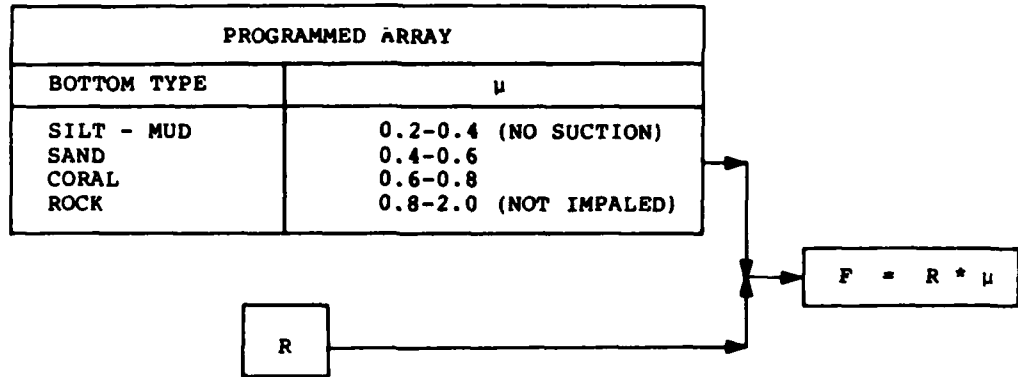 PROGRAMMED ARRAY
BOTTOM TYPE μ
SILT - MUD 0.2-0.4 (NO SUCTION)
SAND 0.4-0.6
CORAL 0.6-0.8
ROCK 0.8-2.0 (NOT IMPALED)
F = R * μ
R